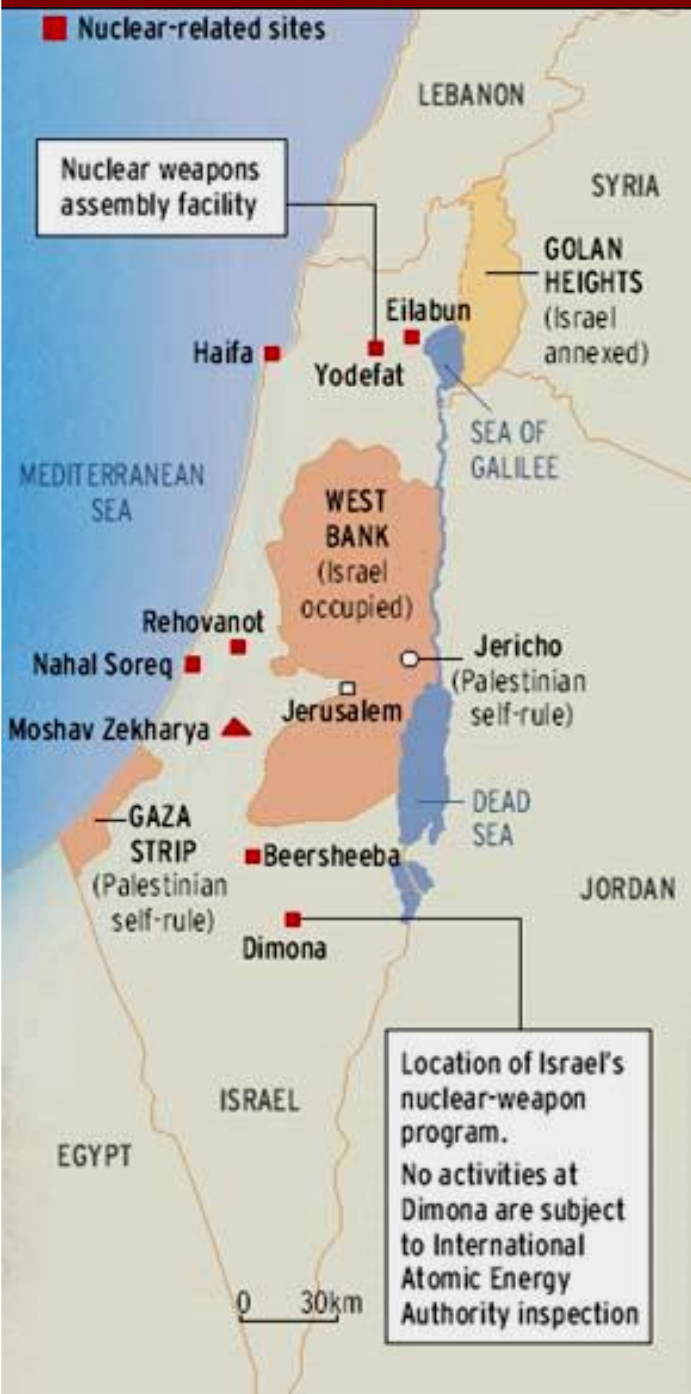 Nuclear-related sites
LEBANON
Nuclear weapons
assembly facility
SYRIA
GOLAN
HEIGHTS
(Israel
annexed)
Eilabun
Haifa
Yodefat
SEA OF
GALILEE
MEDITERRANEAN
SEA
WEST
BANK
(Israel
occupied)
Rehovanot
Nahal Soreq
Jericho
(Palestinian
self-rule)
Jerusalem
Moshav Zekharya
DEAD
SEA
GAZA
STRIP
(Palestinian
self-rule)
Beersheeba
JORDAN
Dimona
Location of Israel's
nuclear-weapon
program.
No activities at
Dimona are subject
to International
Atomic Energy
Authority inspection
ISRAEL
EGYPT
0 30km